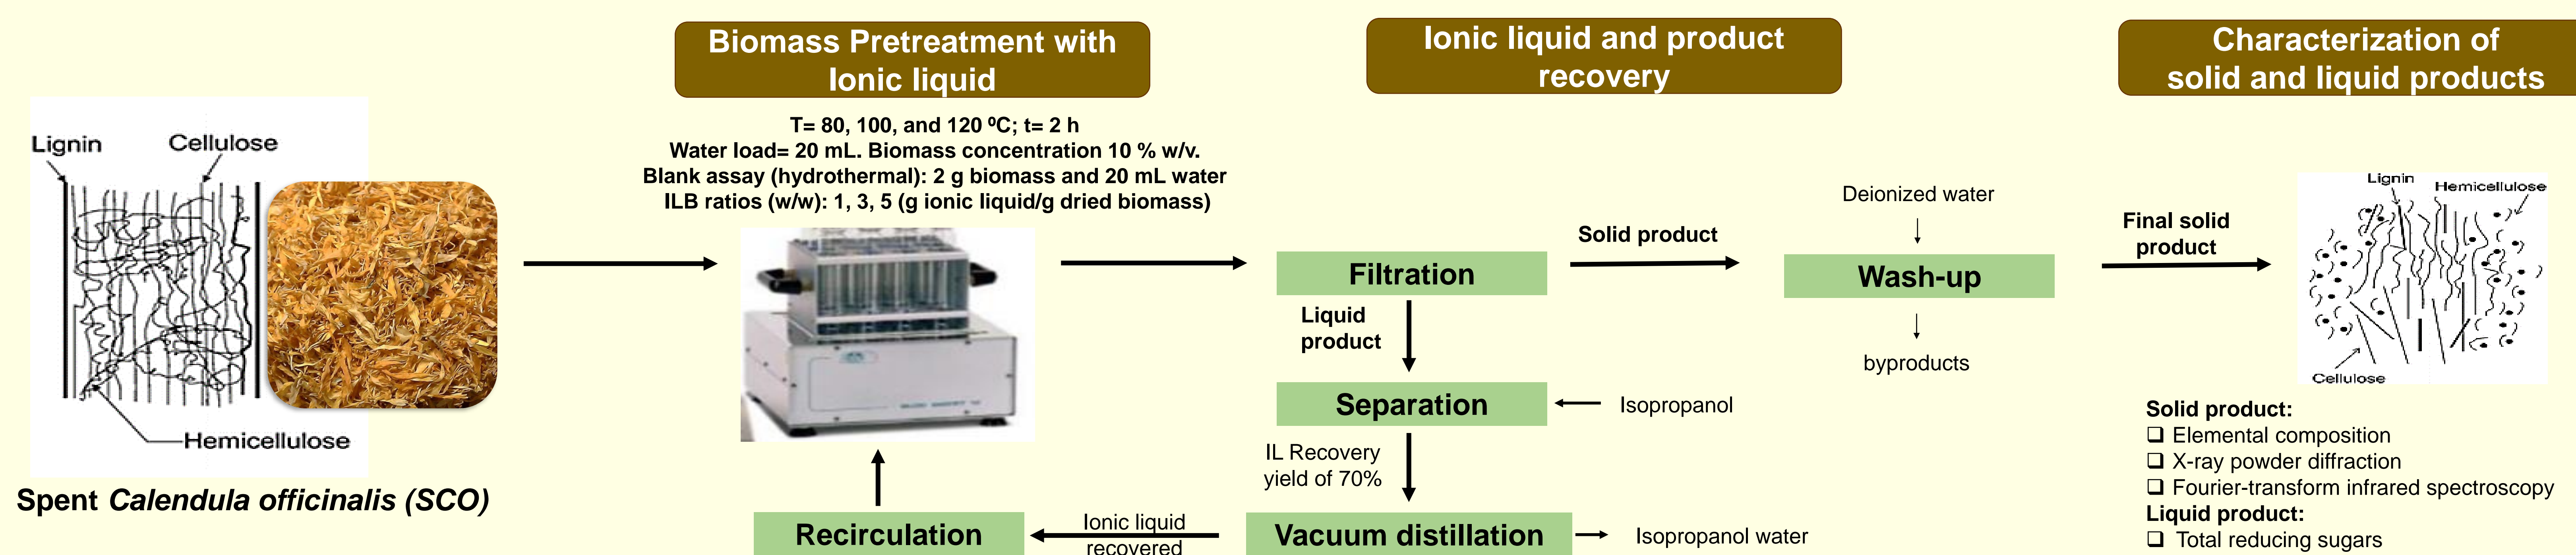 Biomass Pretreatment with
Ionic liquid
Ionic liquid and product
recovery
Characterization of
solid and liquid products
Lignin
Cellulose
Hemicellulose
Spent Calendula officinalis (SCO)
T= 80, 100, and 120 ºC; t= 2 h
Water load= 20 mL. Biomass concentration 10 % w/v.
Blank assay (hydrothermal): 2 g biomass and 20 mL water
ILB ratios (w/w): 1, 3, 5 (g ionic liquid/g dried biomass)
Filtration
Solid product
Deionized water
Wash-up
byproducts
Final solid
product
Liquid
product
Separation
Isopropanol
IL Recovery
yield of 70%
Vacuum distillation
Isopropanol water
Ionic liquid
recovered
Recirculation
Lignin
Hemicellulose
Cellulose
Solid product:
❑ Elemental composition
❑ X-ray powder diffraction
❑ Fourier-transform infrared spectroscopy
Liquid product:
❑ Total reducing sugars